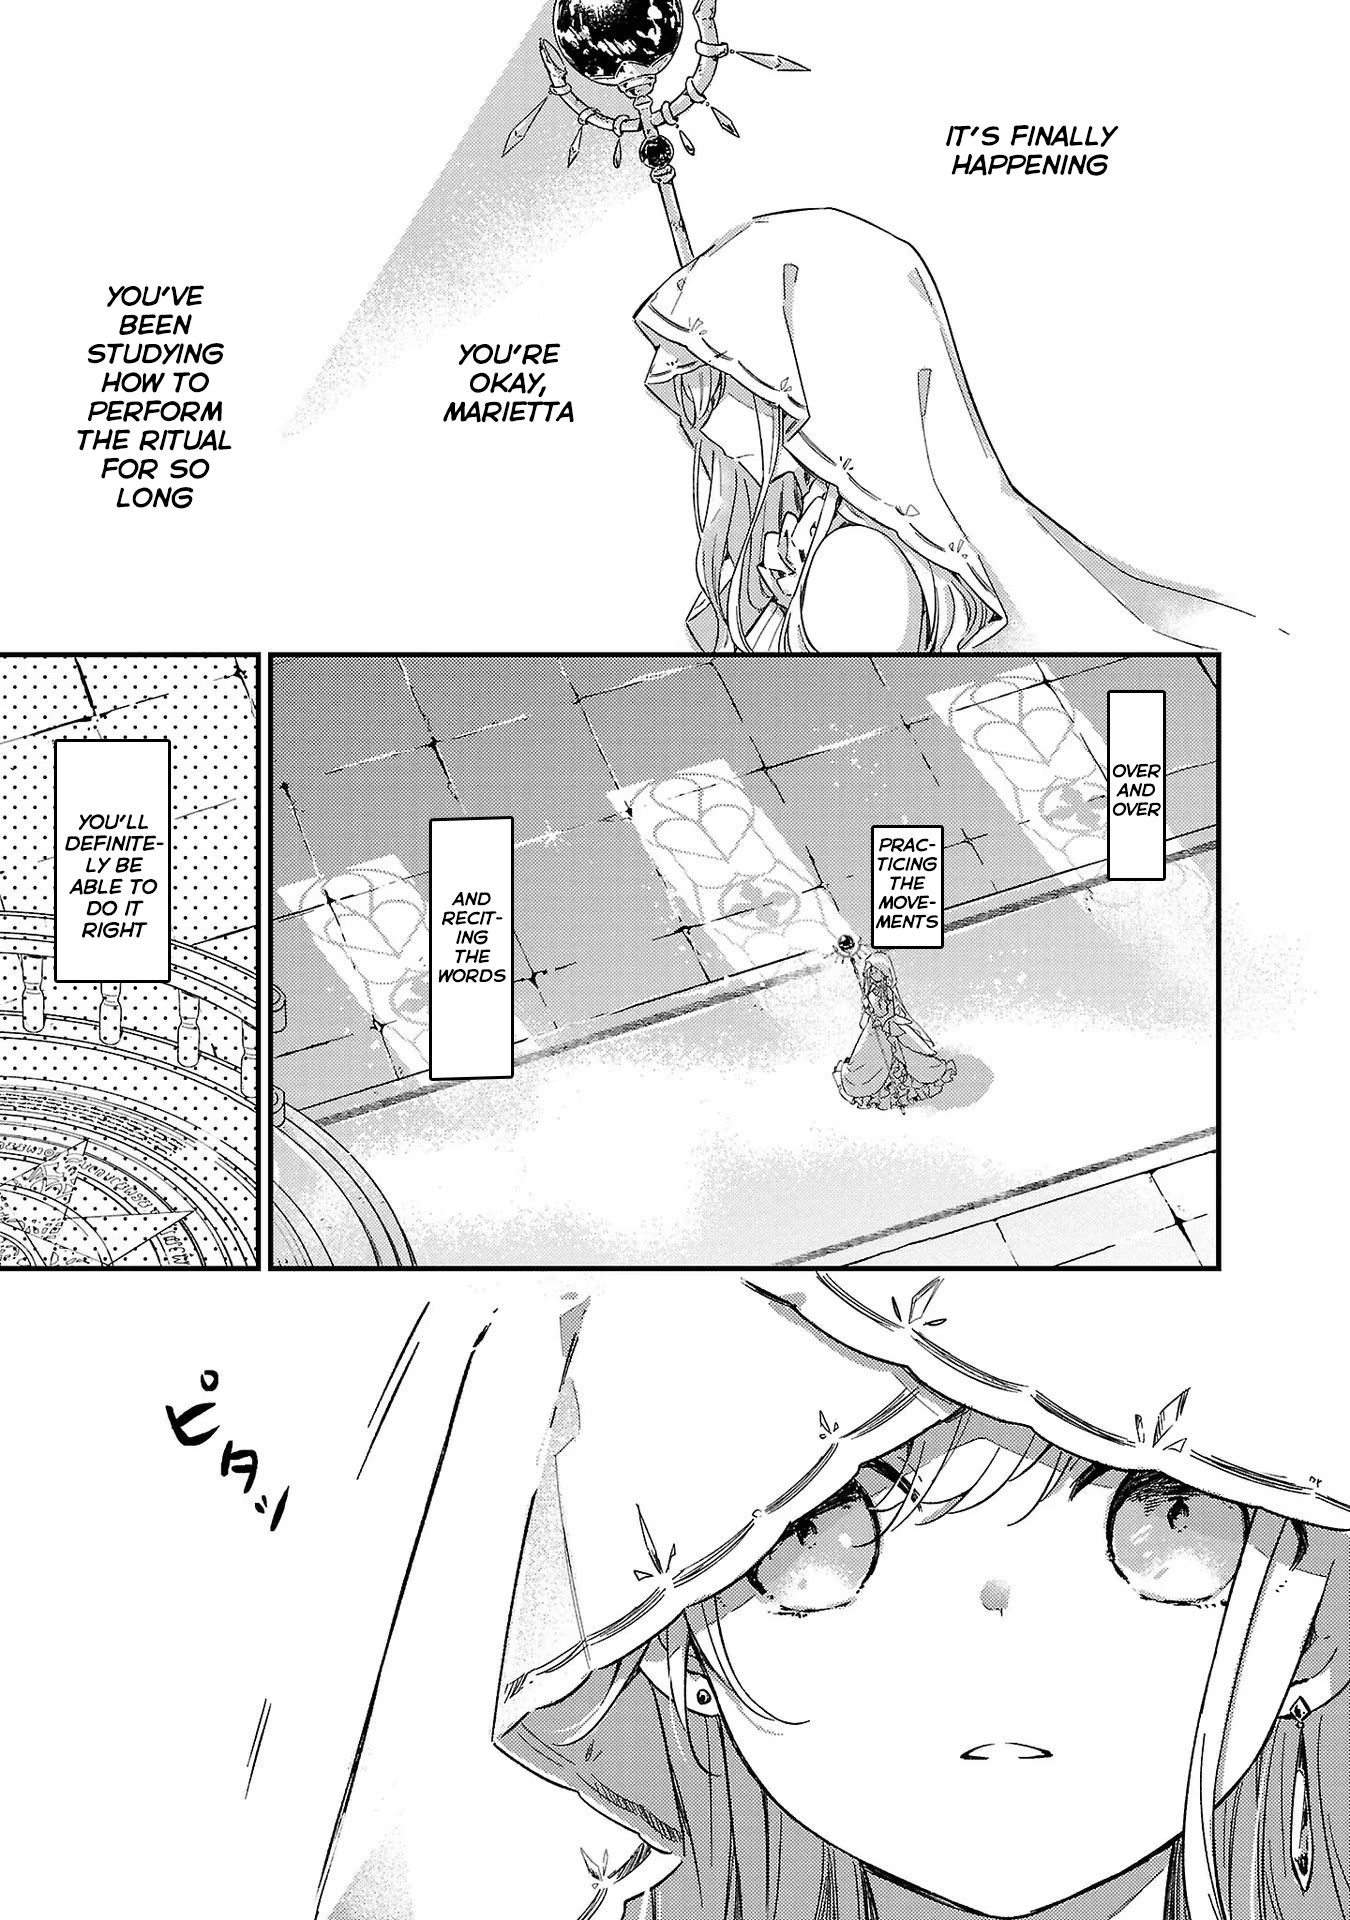 IT'S FINALLY
HAPPENING
YOU'RE
OKAY,
MARIETTA
YOU'VE
BEEN
STUDYING
HOW TO
PERFORM
THE RITUAL
FOR SO
LONG
OVER
AND
OVER
PRAC-
TICING
THE
MOVE-
MENTS
AND
RECIT-
ING
THE
WORDS
YOU'LL
DEFINITE-
LY BE
ABLE TO
DO IT
RIGHT
ピタッ